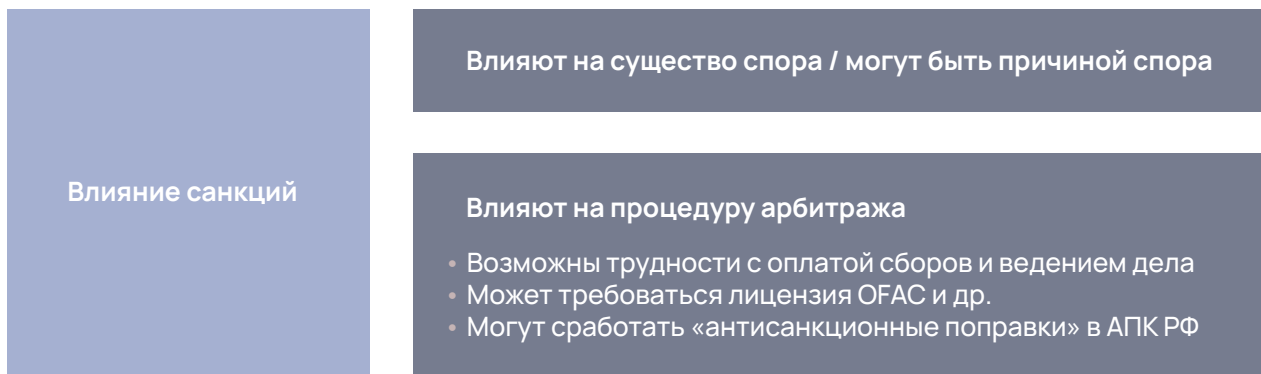 Влияние санкций
Влияют на существо спора / могут быть причиной спора
Влияют на процедуру арбитража
• Возможны трудности с оплатой сборов и ведением дела
• Может требоваться лицензия OFAC и др.
• Могут сработать «антисанкционные поправки» в АПК РФ